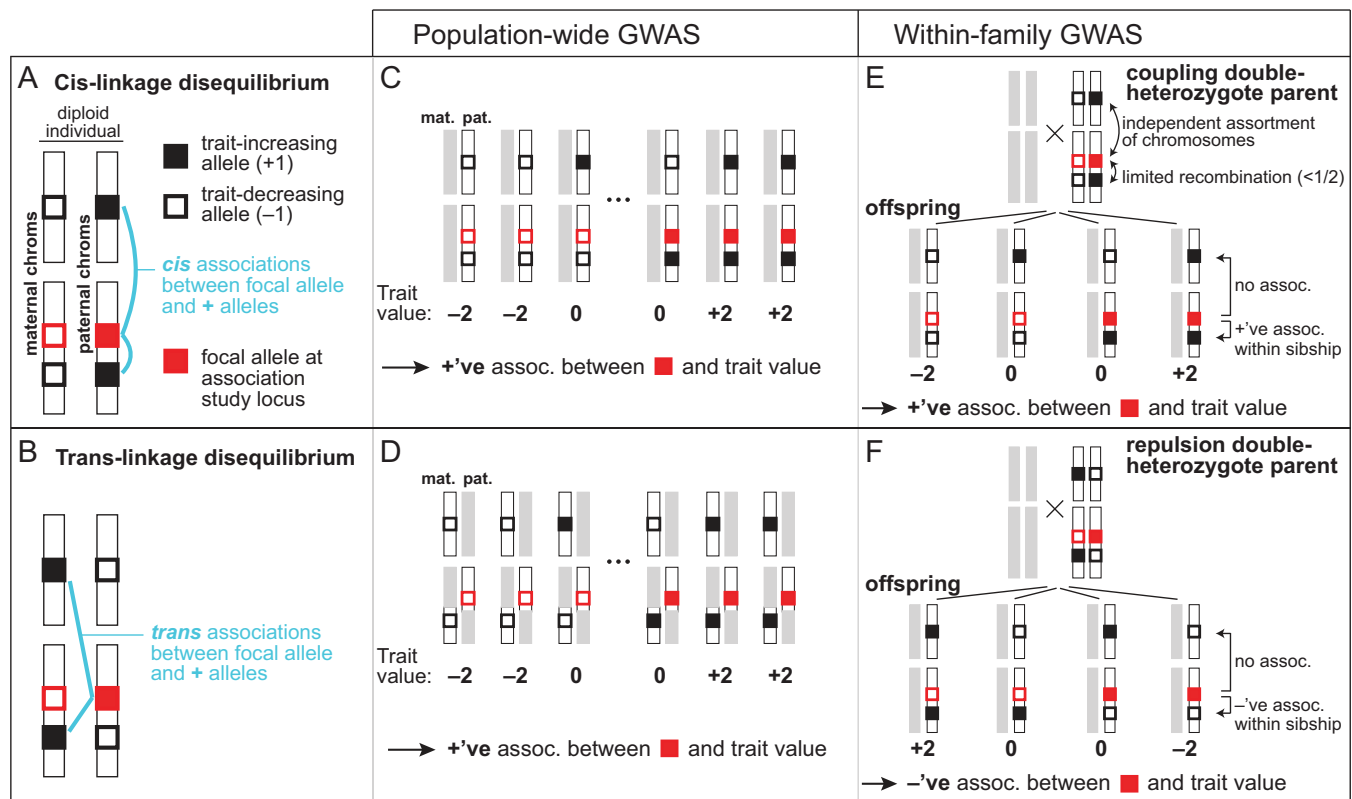 Population-wide GWAS
Within-family GWAS
A
Cis-linkage disequilibrium
diploid
individual
maternal chroms
paternal chroms
trait-increasing
allele (+1)
trait-decreasing
allele (–1)
cis associations
between focal allele
and + alleles
focal allele at
association
study locus
B
Trans-linkage disequilibrium
trans associations
between focal allele
and + alleles
C
mat. pat.
...
Trait
value: –2 –2 0 0 +2 +2
+’ve assoc. between and trait value
D
mat. pat.
...
Trait
value: –2 –2 0 0 +2 +2
+’ve assoc. between and trait value
E
coupling double-
heterozygote parent
independent assortment
of chromosomes
limited recombination (<1/2)
offspring
no assoc.
+’ve assoc.
within sibship
–2 0 0 +2
+’ve assoc. between and trait value
F
repulsion double-
heterozygote parent
offspring
no assoc.
–’ve assoc.
within sibship
+2 0 0 –2
–’ve assoc. between and trait value